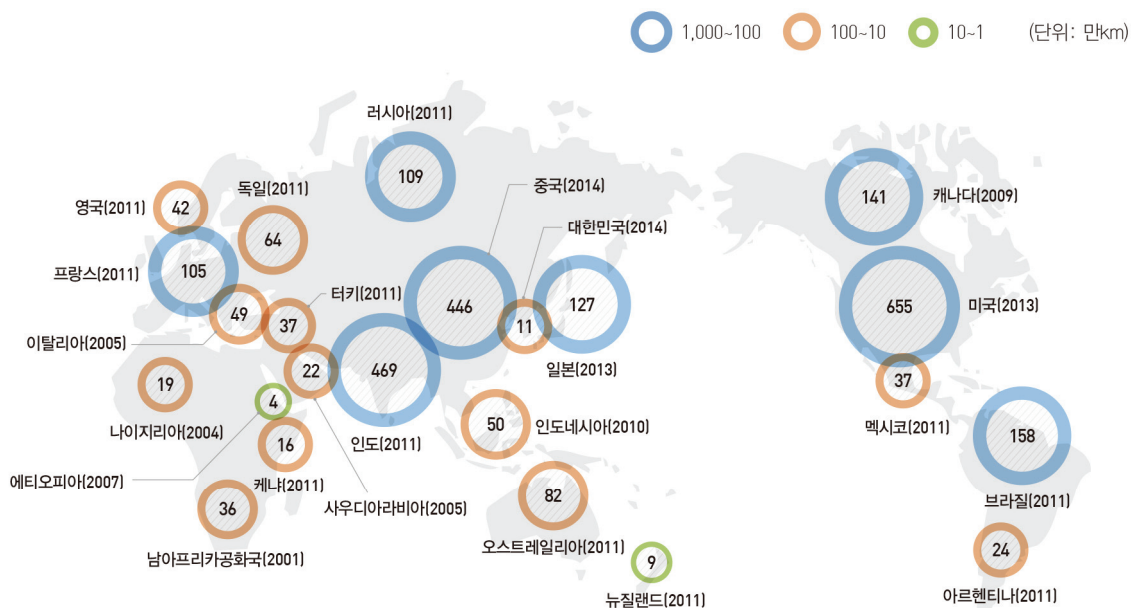 1,000~100 100~10 10~1 (단위: 만km)
러시아(2011)
109
중국(2014)
446
대한민국(2014)
11
127
일본(2013)
독일(2011)
64
영국(2011)
42
프랑스(2011)
105
터키(2011)
37
49
이탈리아(2005)
22
사우디아라비아(2005)
469
인도(2011)
19
나이지리아(2004)
4
에티오피아(2007)
16
케냐(2011)
36
남아프리카공화국(2001)
50
인도네시아(2010)
82
오스트레일리아(2011)
9
뉴질랜드(2011)
141
캐나다(2009)
655
미국(2013)
37
멕시코(2011)
158
브라질(2011)
24
아르헨티나(2011)